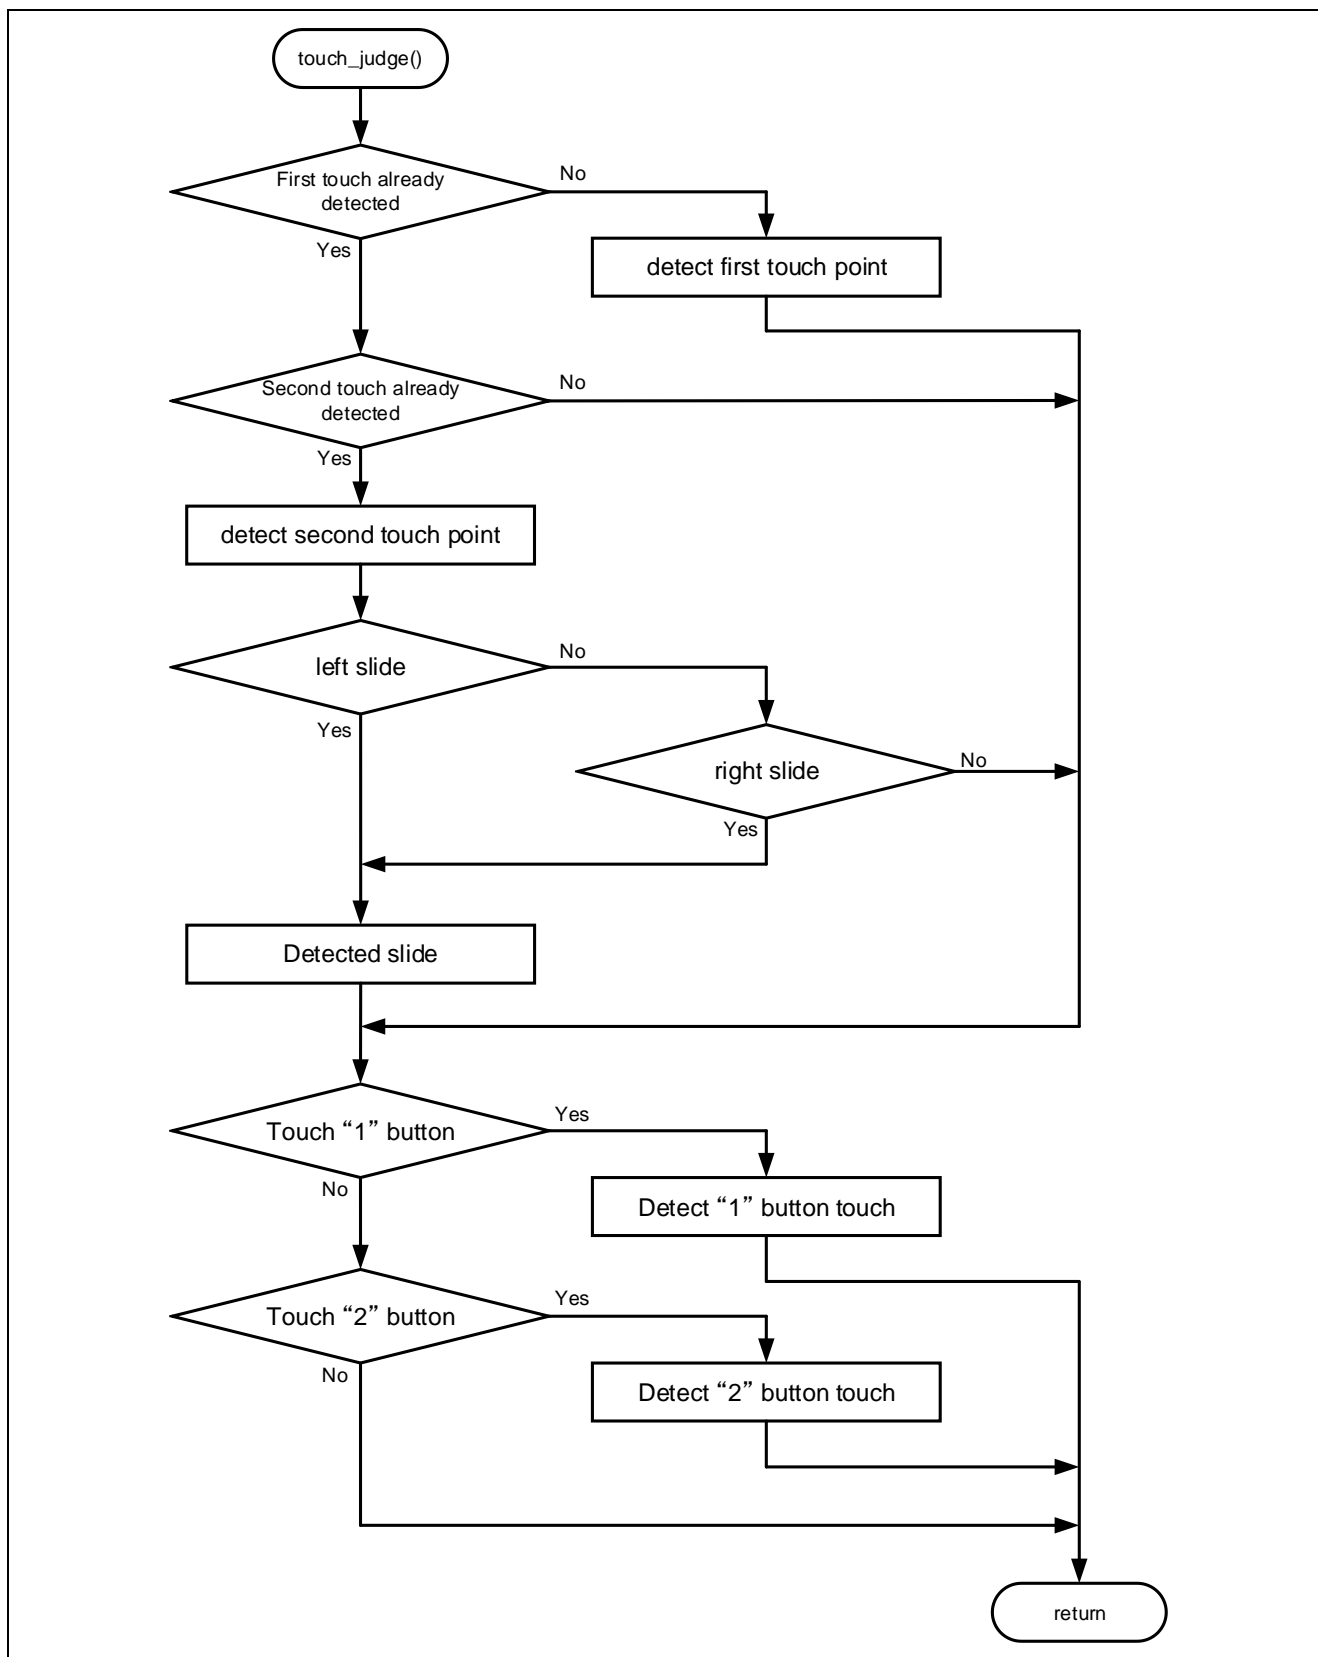 touch_judge()
First touch already
detected
No
Yes
detect first touch point
Second touch already
detected
No
Yes
detect second touch point
left slide
No
Yes
right slide
No
Yes
Detected slide
Touch “1” button
Yes
No
Detect “1” button touch
Touch “2” button
Yes
No
Detect “2” button touch
return